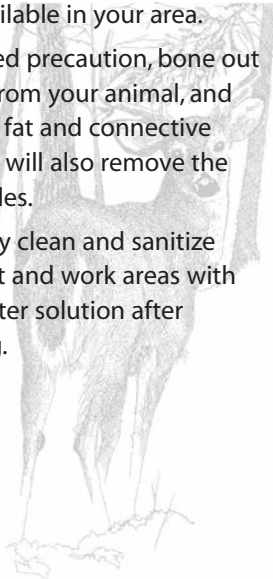 ilable in your area.
ed precaution, bone out
rom your animal, and
fat and connective
will also remove the
des.
y clean and sanitize
t and work areas with
ter solution after
.